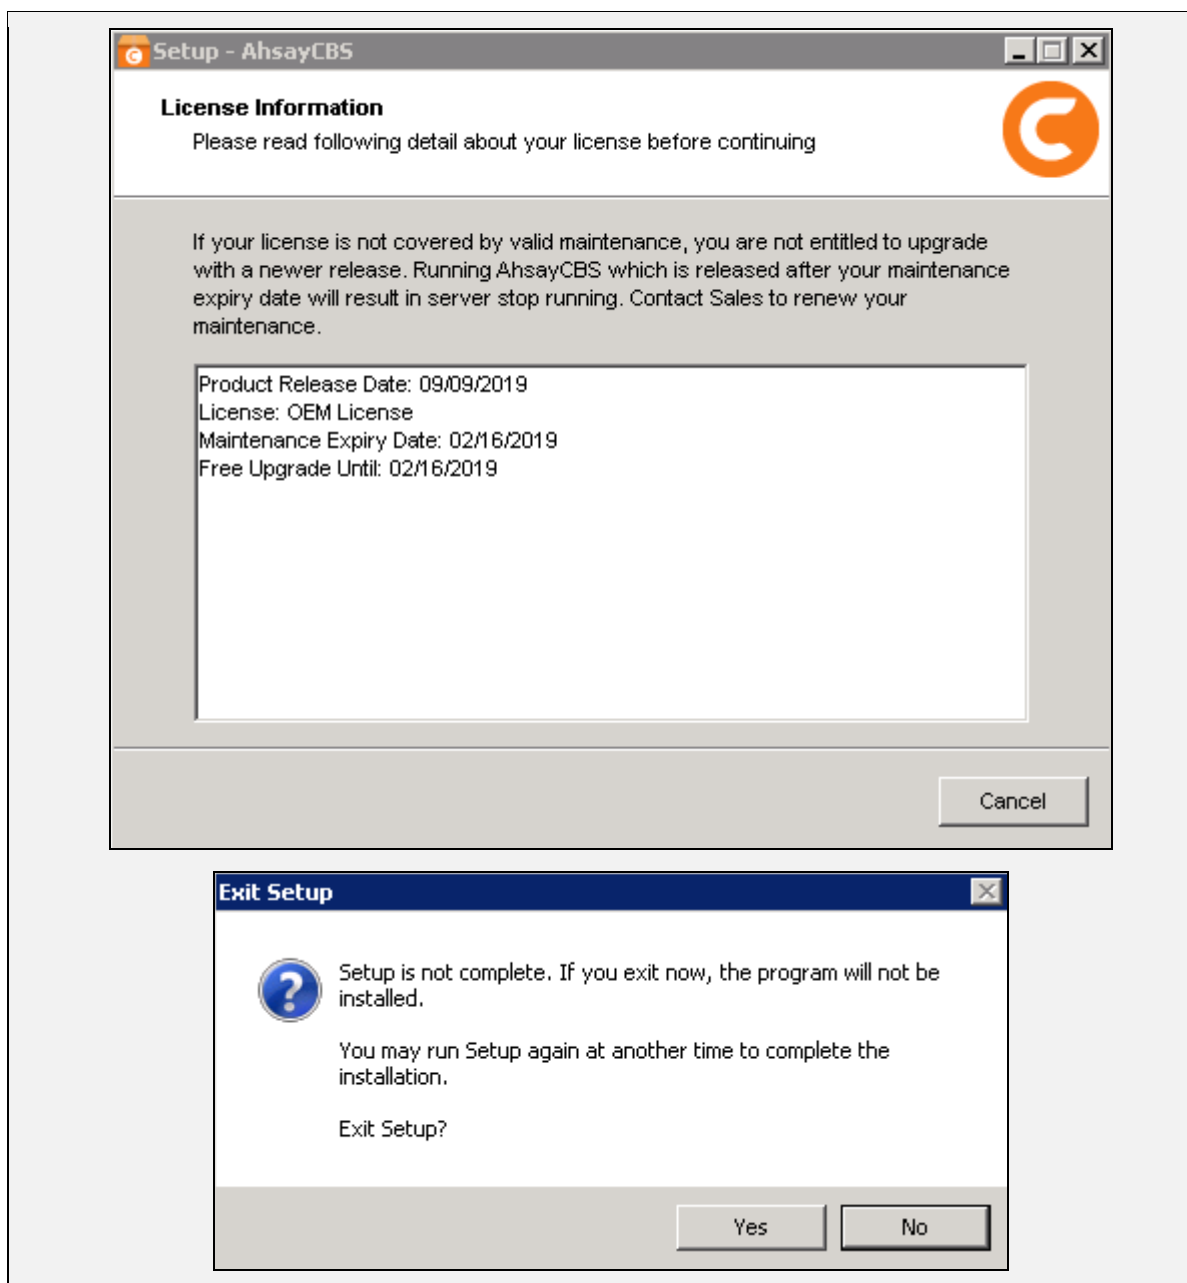 Setup - AhsayCBS
License Information
Please read following detail about your license before continuing
If your license is not covered by valid maintenance, you are not entitled to upgrade
with a newer release. Running AhsayCBS which is released after your maintenance
expiry date will result in server stop running. Contact Sales to renew your
maintenance.
Product Release Date: 09/09/2019
License: OEM License
Maintenance Expiry Date: 02/16/2019
Free Upgrade Until: 02/16/2019
Cancel
Exit Setup
Setup is not complete. If you exit now, the program will not be
installed.
You may run Setup again at another time to complete the
installation.
Exit Setup?
Yes
No